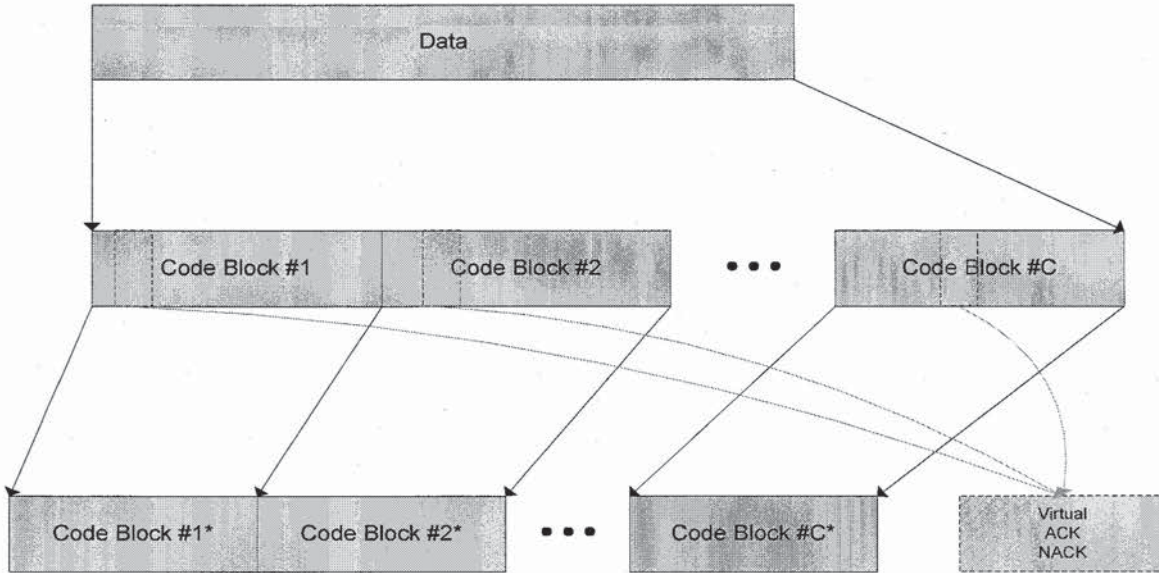 Data
Code Block #1
Code Block #2
Code Block #C
Code Block #1*
Code Block #2*
Code Block #C*
Virtual
ACK
NACK